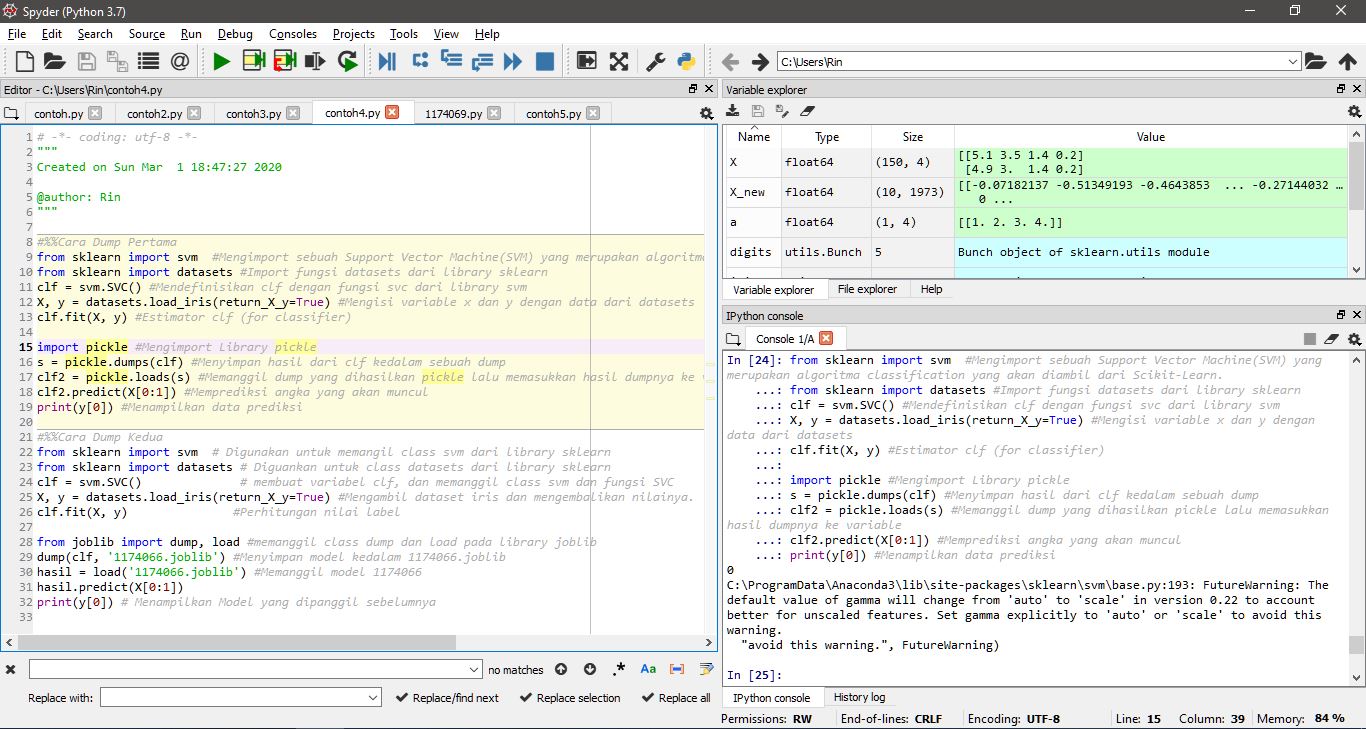 Spyder (Python 3.7)
File Edit Search Source Run Debug Consoles Projects Tools View Help
C:\Users\Rin
Editor - C:\Users\Rin\contoh4.py
contoh.py contoh2.py contoh3.py contoh4.py 1174069.py contoh5.py
1 # -*- coding: utf-8 -*-
2 """
3 Created on Sun Mar  1 18:47:27 2020
4
5 @author: Rin
6 """
7
8 #%%Cara Dump Pertama
9 from sklearn import svm  #Mengimport sebuah Support Vector Machine(SVM) yang merupakan algoritm
10 from sklearn import datasets #Import fungsi datasets dari library sklearn
11 clf = svm.SVC() #Mendefinisikan clf dengan fungsi svc dari library svm
12 X, y = datasets.load_iris(return_X_y=True) #Mengisi variable x dan y dengan data dari datasets
13 clf.fit(X, y) #Estimator clf (for classifier)
14
15 import pickle #Mengimport Library pickle
16 s = pickle.dumps(clf) #Menyimpan hasil dari clf kedalam sebuah dump
17 clf2 = pickle.loads(s) #Memanggil dump yang dihasilkan pickle lalu memasukkan hasil dumpnya ke
18 clf2.predict(X[0:1]) #Memprediksi angka yang akan muncul
19 print(y[0]) #Menampilkan data prediksi
20
21 #%%Cara Dump Kedua
22 from sklearn import svm  # Digunakan untuk memangil class svm dari library sklearn
23 from sklearn import datasets # Diguankan untuk class datasets dari library sklearn
24 clf = svm.SVC()          # membuat variabel clf, dan memanggil class svm dan fungsi SVC
25 X, y = datasets.load_iris(return_X_y=True) #Mengambil dataset iris dan mengembalikan nilainya.
26 clf.fit(X, y)            #Perhitungan nilai label
27
28 from joblib import dump, load #memanggil class dump dan load pada library joblib
29 dump(clf, '1174066.joblib') #Menyimpan model kedalam 1174066.joblib
30 hasil = load('1174066.joblib') #Memanggil model 1174066
31 hasil.predict(X[0:1])
32 print(y[0]) # Menampilkan Model yang dipanggil sebelumnya
33
no matches .* Aa
Replace with: Replace/find next Replace selection Replace all
Variable explorer
Name Type Size Value
X float64 (150, 4) [[5.1 3.5 1.4 0.2]
[4.9 3.  1.4 0.2]
X_new float64 (10, 1973) [[-0.07182137 -0.51349193 -0.4643853  ... -0.27144032 …
0 ...
a float64 (1, 4) [[1. 2. 3. 4.]]
digits utils.Bunch 5 Bunch object of sklearn.utils module
Variable explorer File explorer Help
IPython console
Console 1/A
In [24]: from sklearn import svm  #Mengimport sebuah Support Vector Machine(SVM) yang
merupakan algoritma classification yang akan diambil dari Scikit-Learn.
...: from sklearn import datasets #Import fungsi datasets dari library sklearn
...: clf = svm.SVC() #Mendefinisikan clf dengan fungsi svc dari library svm
...: X, y = datasets.load_iris(return_X_y=True) #Mengisi variable x dan y dengan
data dari datasets
...: clf.fit(X, y) #Estimator clf (for classifier)
...:
...: import pickle #Mengimport Library pickle
...: s = pickle.dumps(clf) #Menyimpan hasil dari clf kedalam sebuah dump
...: clf2 = pickle.loads(s) #Memanggil dump yang dihasilkan pickle lalu memasukkan
hasil dumpnya ke variable
...: clf2.predict(X[0:1]) #Memprediksi angka yang akan muncul
...: print(y[0]) #Menampilkan data prediksi
0
C:\ProgramData\Anaconda3\lib\site-packages\sklearn\svm\base.py:193: FutureWarning: The
default value of gamma will change from 'auto' to 'scale' in version 0.22 to account
better for unscaled features. Set gamma explicitly to 'auto' or 'scale' to avoid this
warning.
"avoid this warning.", FutureWarning)
In [25]:
IPython console History log
Permissions: RW End-of-lines: CRLF Encoding: UTF-8 Line: 15 Column: 39 Memory: 84 %